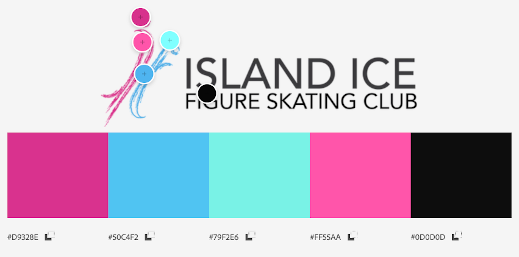 ISLAND ICE
FIGURE SKATING CLUB
#D9328E #50C4F2 #79F2E6 #FF55AA #0D0D0D